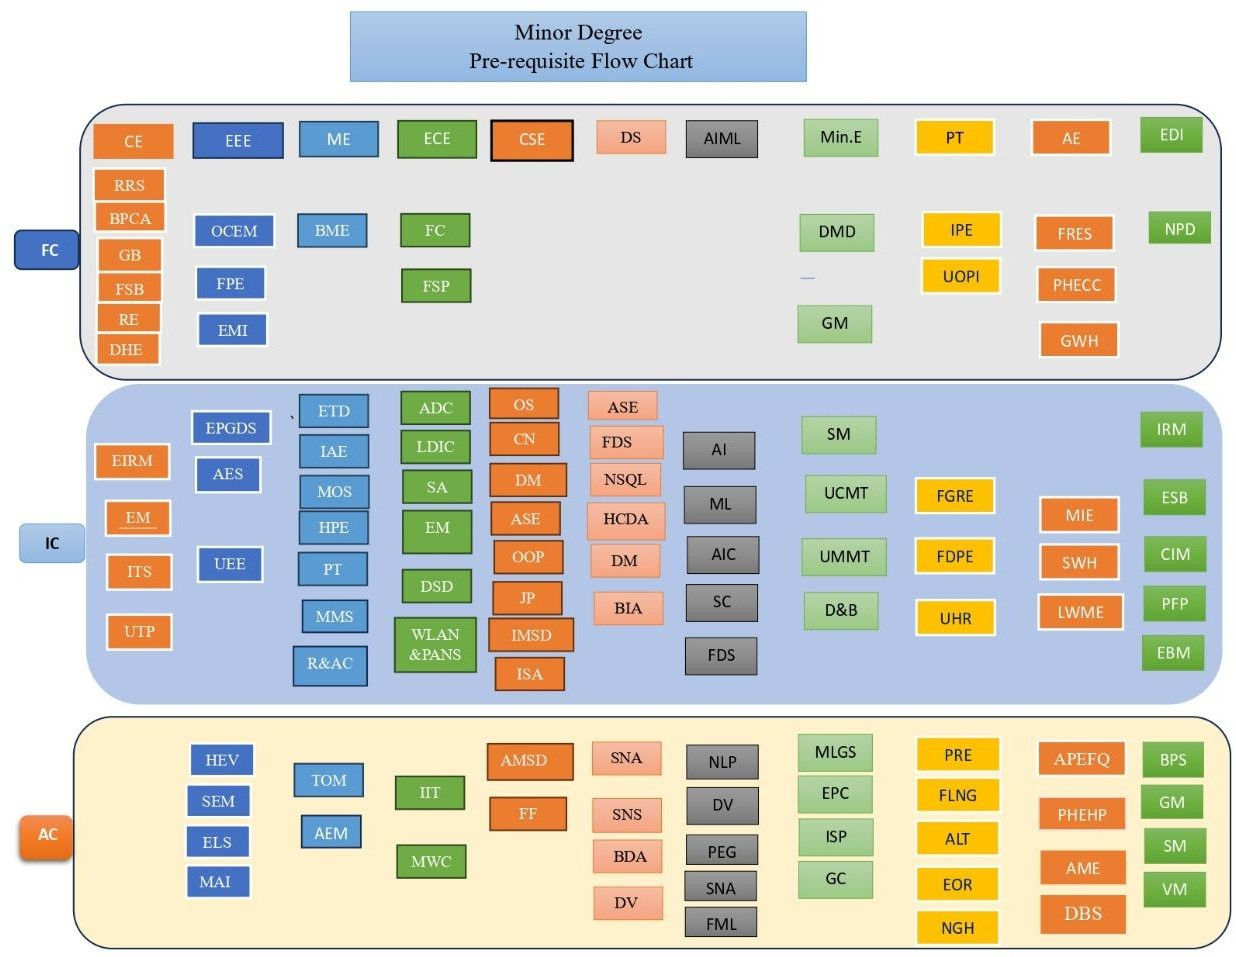 Minor Degree
Pre-requisite Flow Chart
FC
CE
EEE
ME
ECE
CSE
DS
AIML
Min.E
PT
AE
EDI
RRS
BPCA
GB
FSB
RE
DHE
OCEM
FPE
EMI
BME
FC
FSP
DMD
GM
IPE
UOPI
FRES
PHECC
GWH
NPD
IC
EIRM
EM
ITS
UTP
EPGDS
AES
UEE
ETD
IAE
MOS
HPE
PT
MMS
R&AC
ADC
LDIC
SA
EM
DSD
WLAN
&PANS
OS
CN
DM
ASE
OOP
JP
IMSD
ISA
ASE
FDS
NSQL
HCDA
DM
BIA
AI
ML
AIC
SC
FDS
SM
UCMT
UMMT
D&B
FGRE
FDPE
UHR
MIE
SWH
LWME
IRM
ESB
CIM
PFP
EBM
AC
HEV
SEM
ELS
MAI
TOM
AEM
IIT
MWC
AMSD
FF
SNA
SNS
BDA
DV
NLP
DV
PEG
SNA
FML
MLGS
EPC
ISP
GC
PRE
FLNG
ALT
EOR
NGH
APEFQ
PHEHP
AME
DBS
BPS
GM
SM
VM